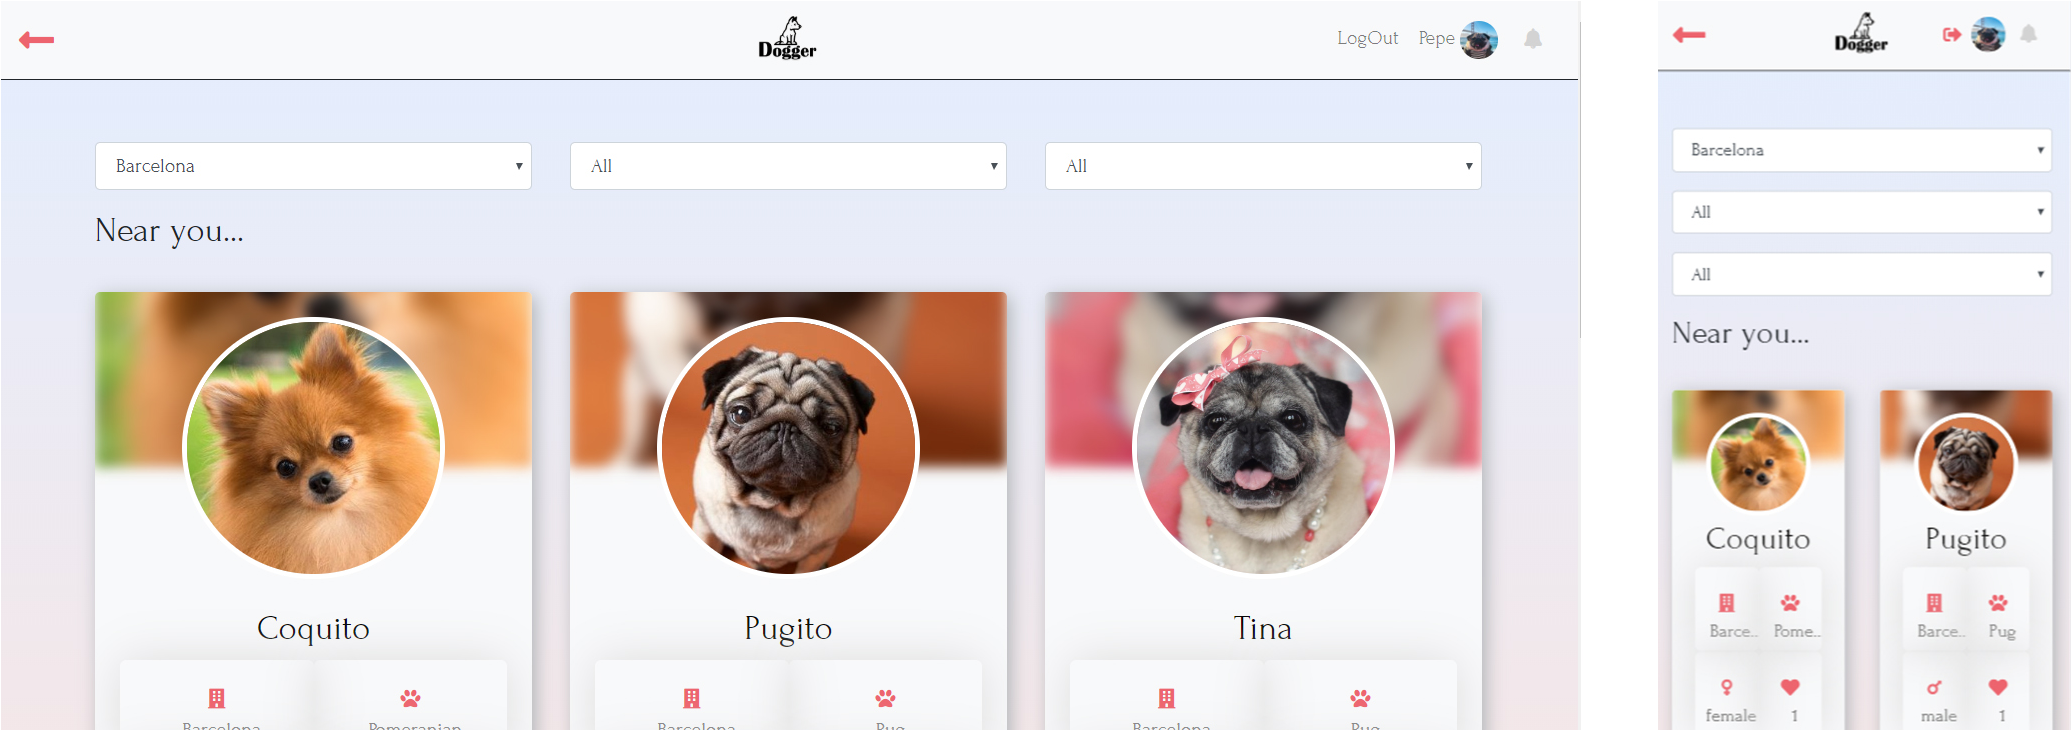 Dogger
LogOut Pepe
Barcelona
All
All
Near you...
Coquito
Pugito
Tina
Barcelona
Pomeranian
Barcelona
Pug
Barcelona
Pug
Dogger
Barcelona
All
All
Near you...
Coquito
Pugito
Barce..
Pome..
Barce..
Pug
female
1
male
1